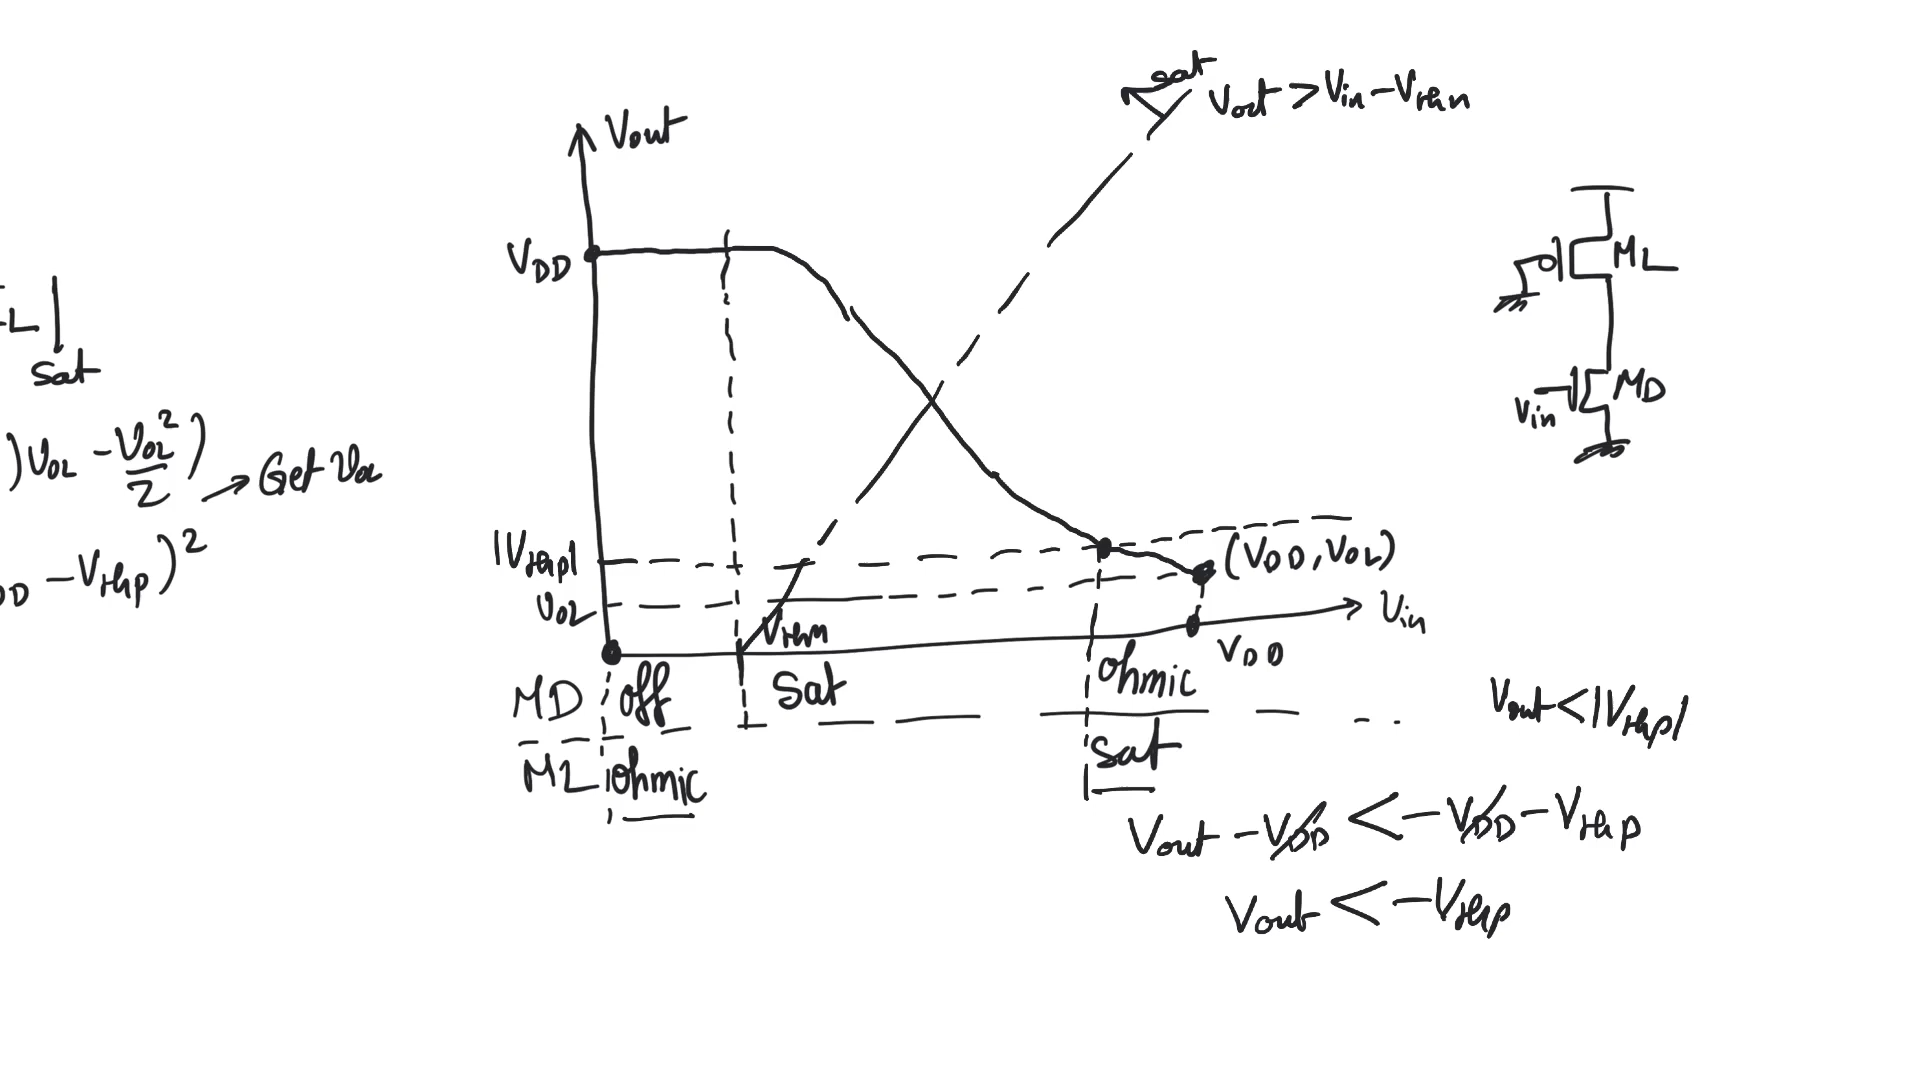 L|
sat
)VOL - VOL²/2)
→ Get VOL
DD - Vthp)²
Vout
VDD
|Vthp|
VOL
sat
Vout > Vin - Vthn
(VDD, VOL)
Vthn
Vin
VDD
MD off Sat ohmic
ML ohmic Sat
ML
Vin
MD
Vout < |Vthp|
Vout - VDD < -VDD - Vthp
Vout < -Vthp